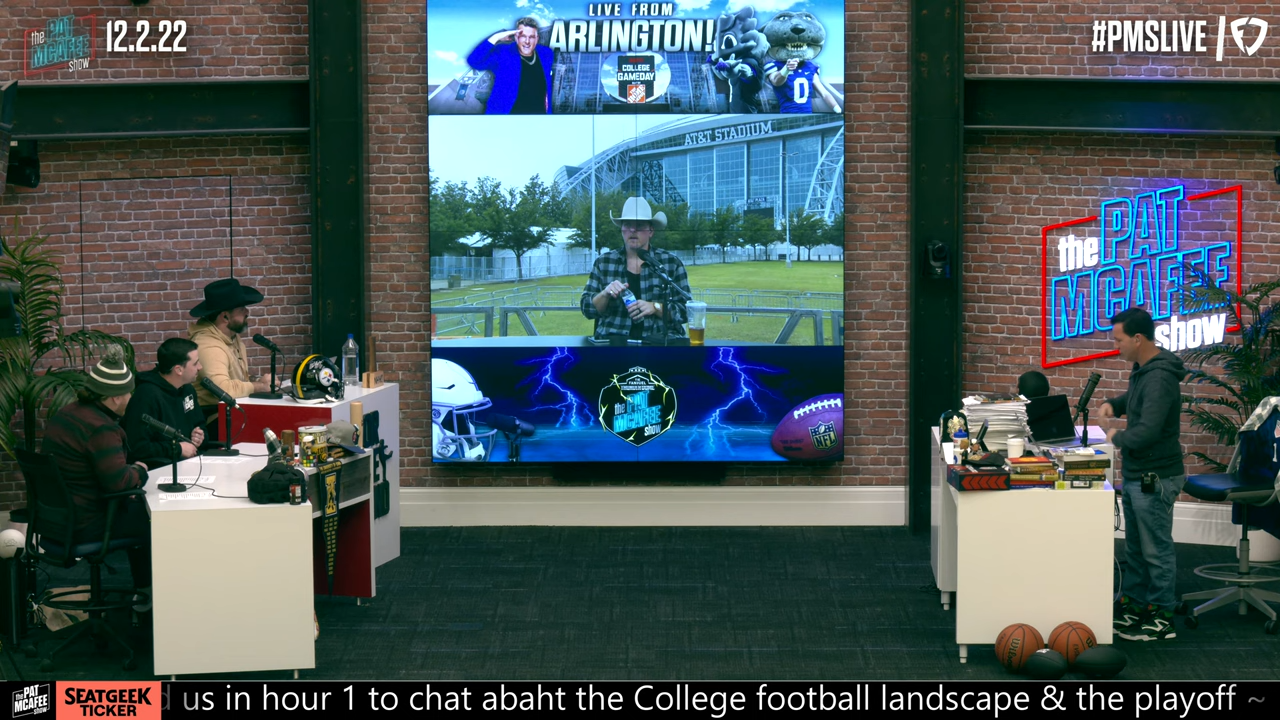 the
PAT
MCAFEE
show
12.2.22
LIVE FROM
ARLINGTON!
COLLEGE
GAMEDAY
0
#PMSLIVE
AT&T STADIUM
the
PAT
MCAFEE
show
the
PAT
MCAFEE
show
NFL
the
PAT
MCAFEE
show
SEATGEEK
TICKER
us in hour 1 to chat abaht the College football landscape & the playoff ~